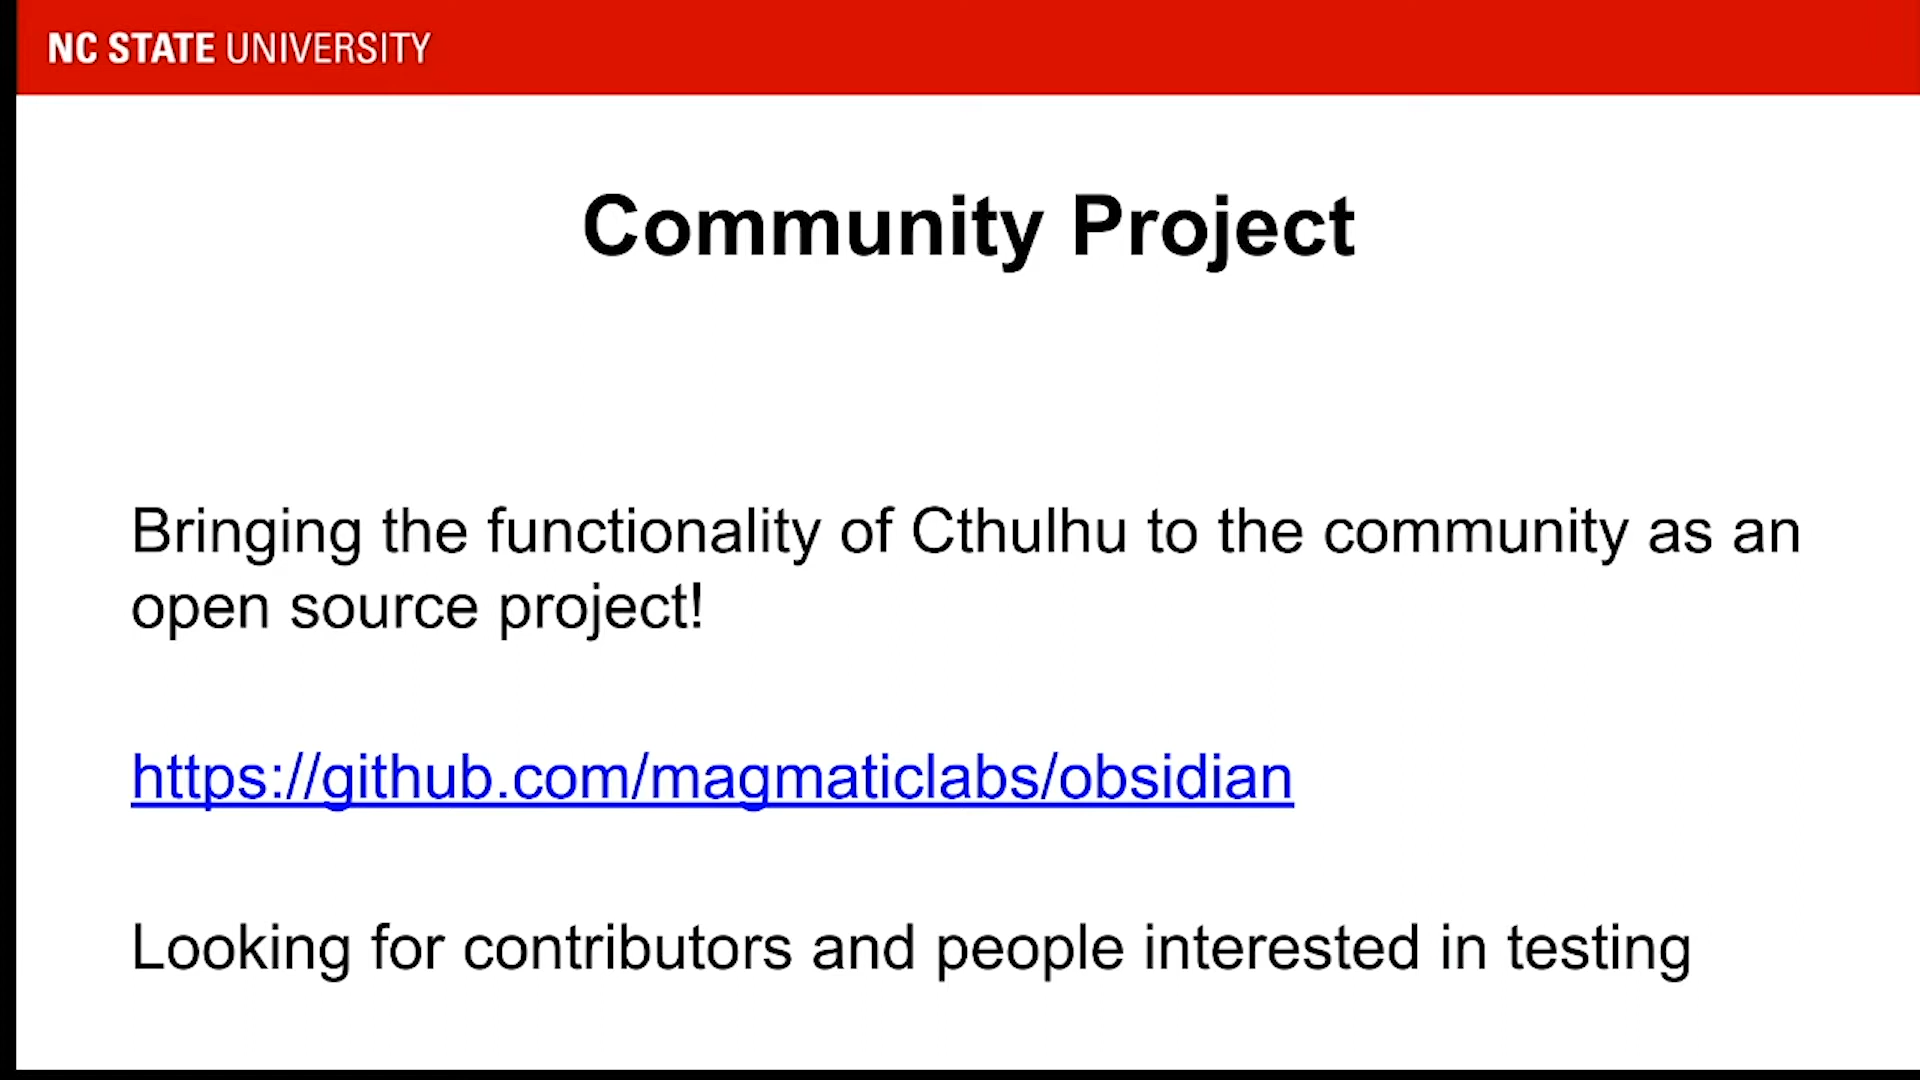 NC STATE UNIVERSITY
Community Project
Bringing the functionality of Cthulhu to the community as an
open source project!
https://github.com/magmaticlabs/obsidian
Looking for contributors and people interested in testing